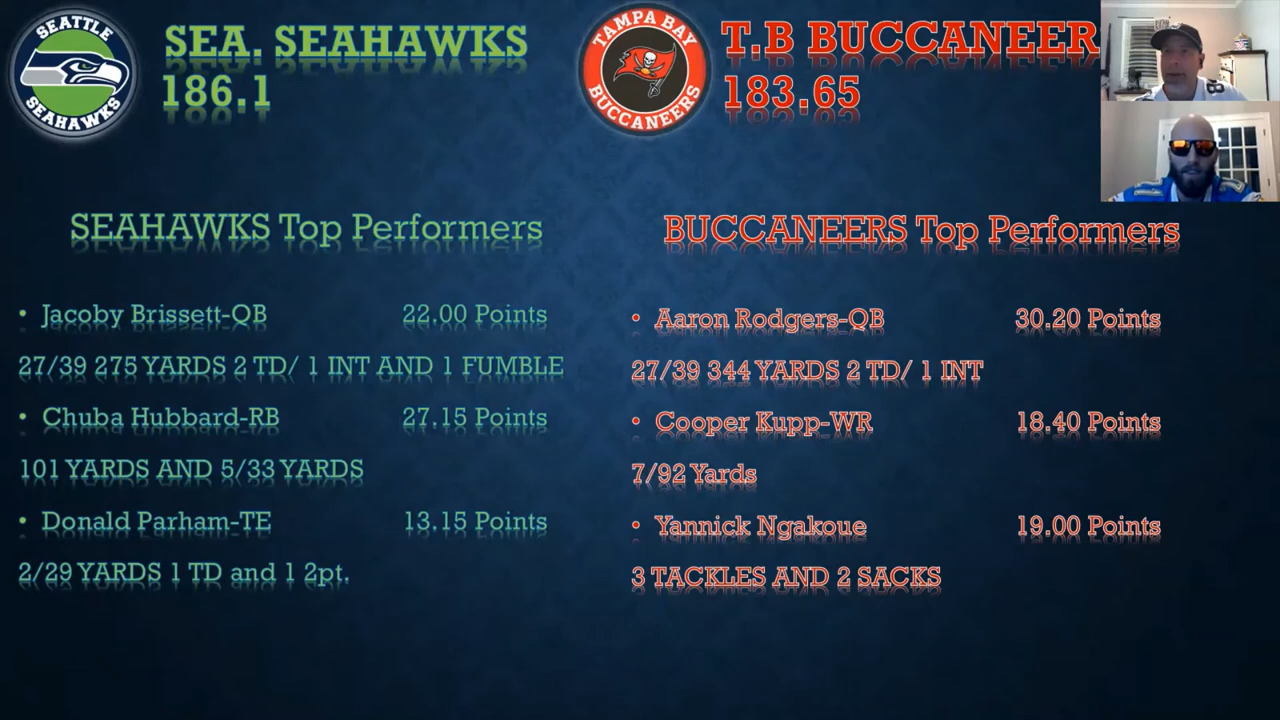 SEATTLE
SEAHAWKS
SEA. SEAHAWKS
186.1
TAMPA BAY
BUCCANEERS
T.B BUCCANEER
183.65
SEAHAWKS Top Performers
• Jacoby Brissett-QB 22.00 Points
27/39 275 YARDS 2 TD/ 1 INT AND 1 FUMBLE
• Chuba Hubbard-RB 27.15 Points
101 YARDS AND 5/33 YARDS
• Donald Parham-TE 13.15 Points
2/29 YARDS 1 TD and 1 2pt.
BUCCANEERS Top Performers
• Aaron Rodgers-QB 30.20 Points
27/39 344 YARDS 2 TD/ 1 INT
• Cooper Kupp-WR 18.40 Points
7/92 Yards
• Yannick Ngakoue 19.00 Points
3 TACKLES AND 2 SACKS